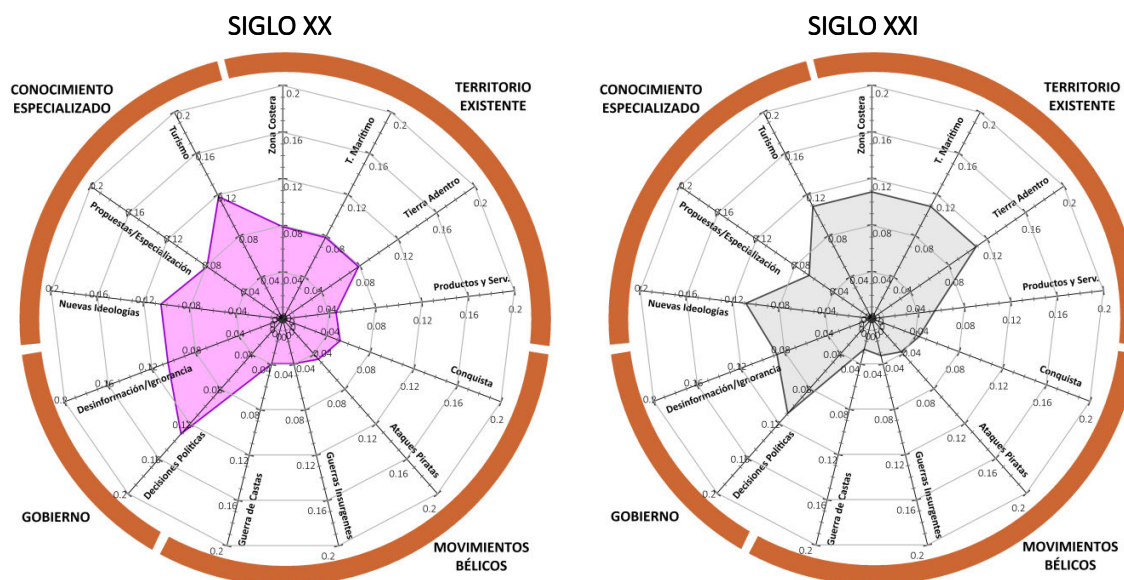 SIGLO XX
CONOCIMIENTO
ESPECIALIZADO
TERRITORIO
EXISTENTE
GOBIERNO
MOVIMIENTOS
BÉLICOS
Zona Costera
T. Marítimo
Tierra Adentro
Productos y Serv.
Conquista
Ataques Piratas
Guerras Insurgentes
Guerra de Castas
Decisiones Políticas
Desinformación/Ignorancia
Nuevas Ideologías
Propuestas/Especialización
Turismo
0.2
0.16
0.12
0.08
0.04
SIGLO XXI
CONOCIMIENTO
ESPECIALIZADO
TERRITORIO
EXISTENTE
GOBIERNO
MOVIMIENTOS
BÉLICOS
Zona Costera
T. Marítimo
Tierra Adentro
Productos y Serv.
Conquista
Ataques Piratas
Guerras Insurgentes
Guerra de Castas
Decisiones Políticas
Desinformación/Ignorancia
Nuevas Ideologías
Propuestas/Especialización
Turismo
0.2
0.16
0.12
0.08
0.04